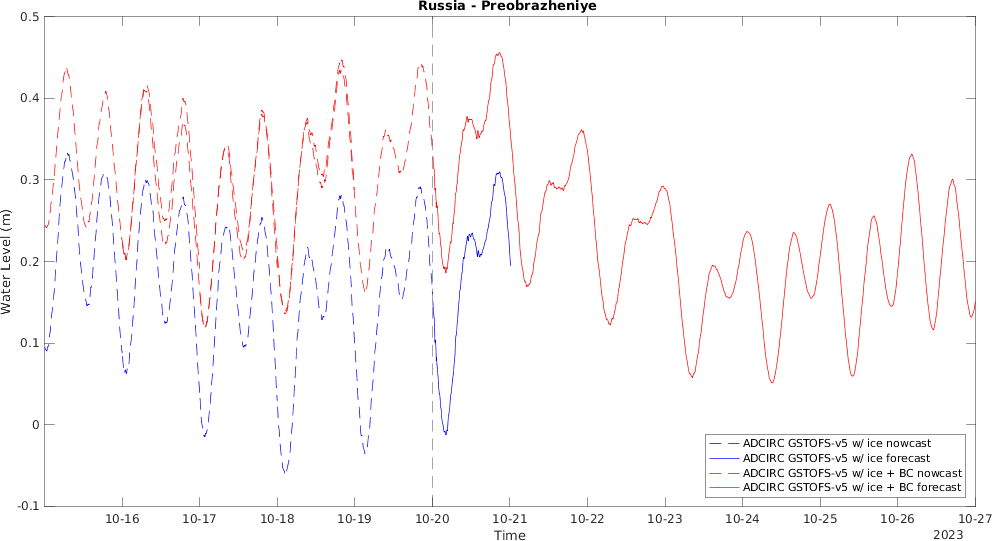 Russia - Preobrazheniye
0.5
0.4
0.3
0.2
0.1
0
-0.1
Water Level (m)
ADCIRC GSTOFS-v5 w/ ice nowcast
ADCIRC GSTOFS-v5 w/ ice forecast
ADCIRC GSTOFS-v5 w/ ice + BC nowcast
ADCIRC GSTOFS-v5 w/ ice + BC forecast
10-16 10-17 10-18 10-19 10-20 10-21 10-22 10-23 10-24 10-25 10-26 10-27
Time
2023